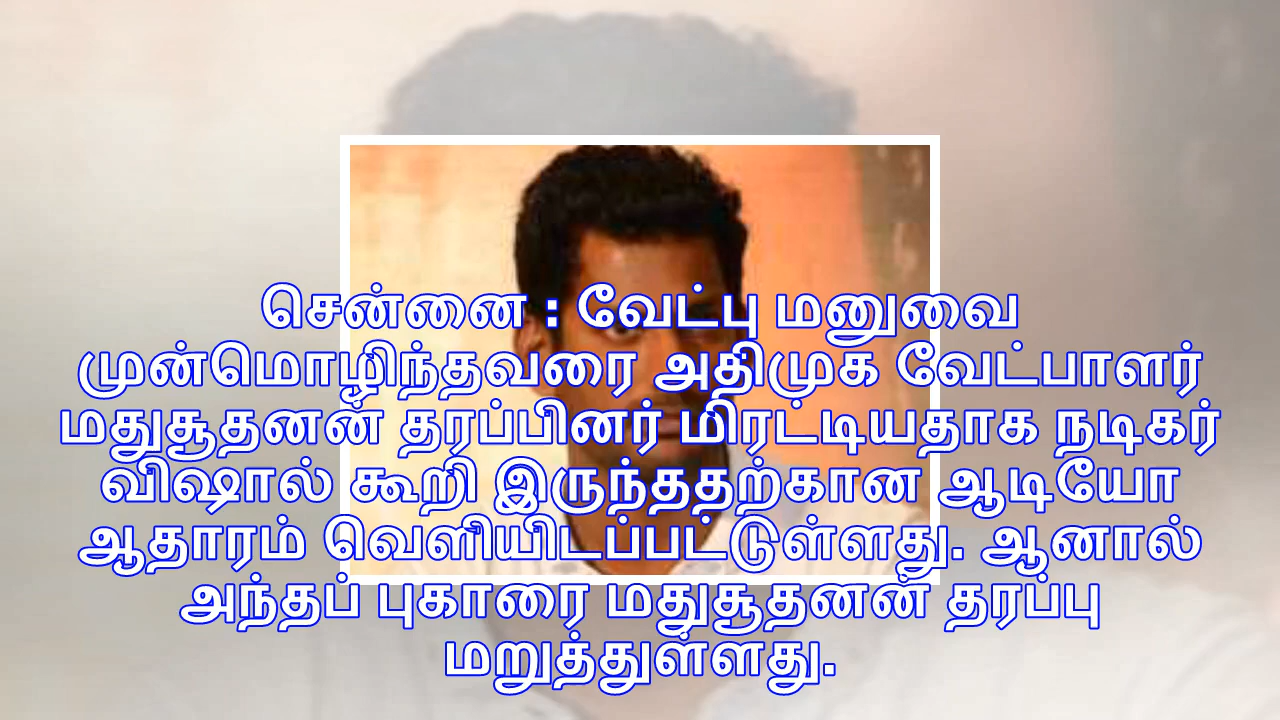 சென்னை : வேட்பு மனுவை
முன்மொழிந்தவரை அதிமுக வேட்பாளர்
மதுசூதனன் தரப்பினர் மிரட்டியதாக நடிகர்
விஷால் கூறி இருந்ததற்கான ஆடியோ
ஆதாரம் வெளியிடப்பட்டுள்ளது. ஆனால்
அந்தப் புகாரை மதுசூதனன் தரப்பு
மறுத்துள்ளது.